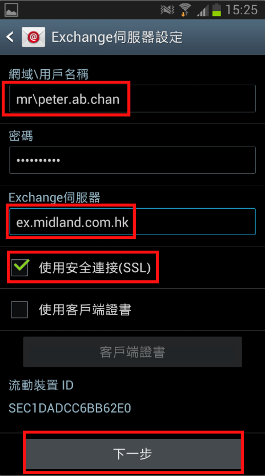 15:25
Exchange伺服器設定
網域\用戶名稱
mr\peter.ab.chan
密碼
••••••••••
Exchange伺服器
ex.midland.com.hk
使用安全連接(SSL)
使用客戶端證書
客戶端證書
流動裝置 ID
SEC1DADCC6BB62E0
下一步